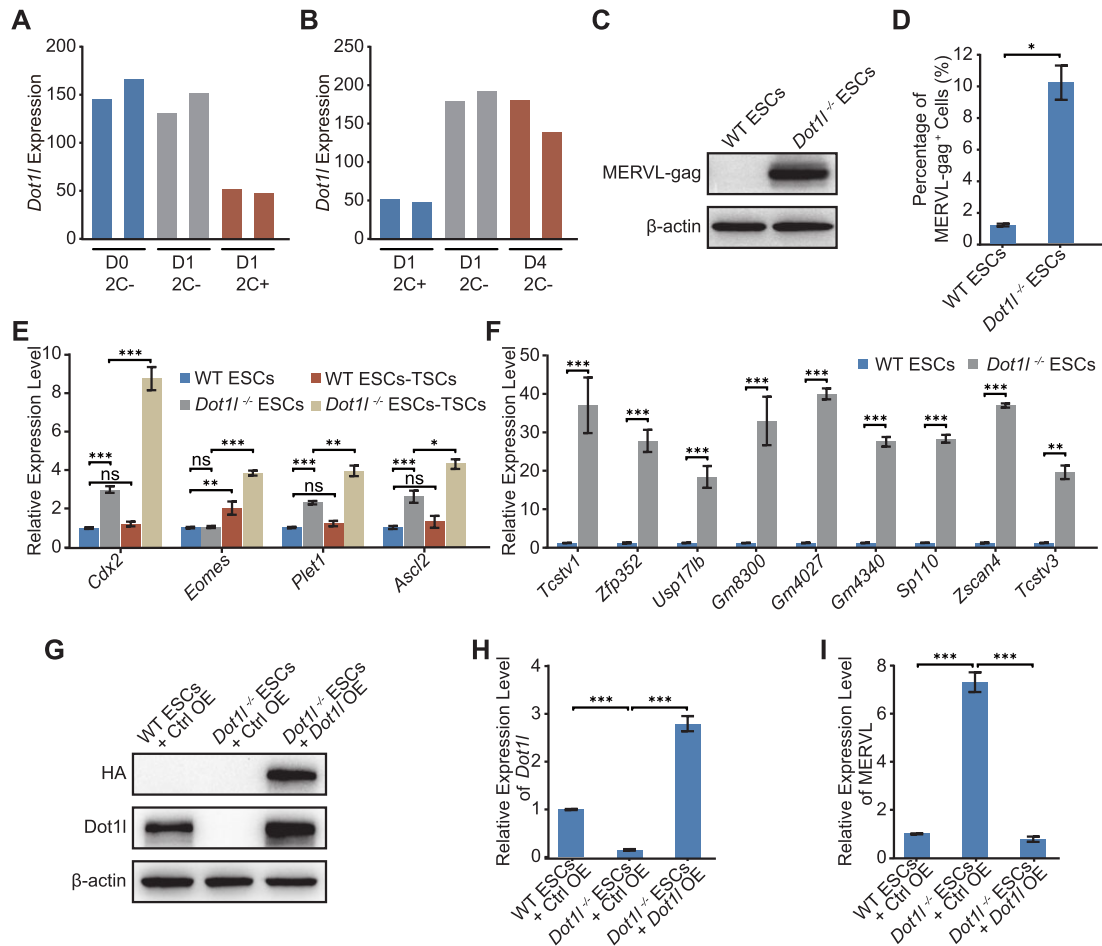 A
Dot1l Expression
200
150
100
50
0
D0 D1 D1
2C- 2C- 2C+
B
Dot1l Expression
250
200
150
100
50
0
D1 D1 D4
2C+ 2C- 2C-
C
WT ESCs
Dot1l -/- ESCs
MERVL-gag
β-actin
D
Percentage of
MERVL-gag+ Cells (%)
12
10
8
6
4
2
0
*
WT ESCs
Dot1l -/- ESCs
E
Relative Expression Level
10
8
6
4
2
0
WT ESCs
WT ESCs-TSCs
Dot1l -/- ESCs
Dot1l -/- ESCs-TSCs
***
*** *** ** *
ns
ns ** ns ns
*** ***
Cdx2 Eomes Plet1 Ascl2
F
Relative Expression Level
50
40
30
20
10
0
WT ESCs
Dot1l -/- ESCs
*** *** *** *** *** *** *** *** **
Tcstv1 Zfp352 Usp17lb Gm8300 Gm4027 Gm4340 Sp110 Zscan4 Tcstv3
G
WT ESCs
+ Ctrl OE
Dot1l -/- ESCs
+ Ctrl OE
Dot1l -/- ESCs
+ Dot1l OE
HA
Dot1l
β-actin
H
Relative Expression Level
of Dot1l
4
3
2
1
0
*** ***
WT ESCs
+ Ctrl OE
Dot1l -/- ESCs
+ Ctrl OE
Dot1l -/- ESCs
+ Dot1l OE
I
Relative Expression Level
of MERVL
8
6
4
2
0
*** ***
WT ESCs
+ Ctrl OE
Dot1l -/- ESCs
+ Ctrl OE
Dot1l -/- ESCs
+ Dot1l OE